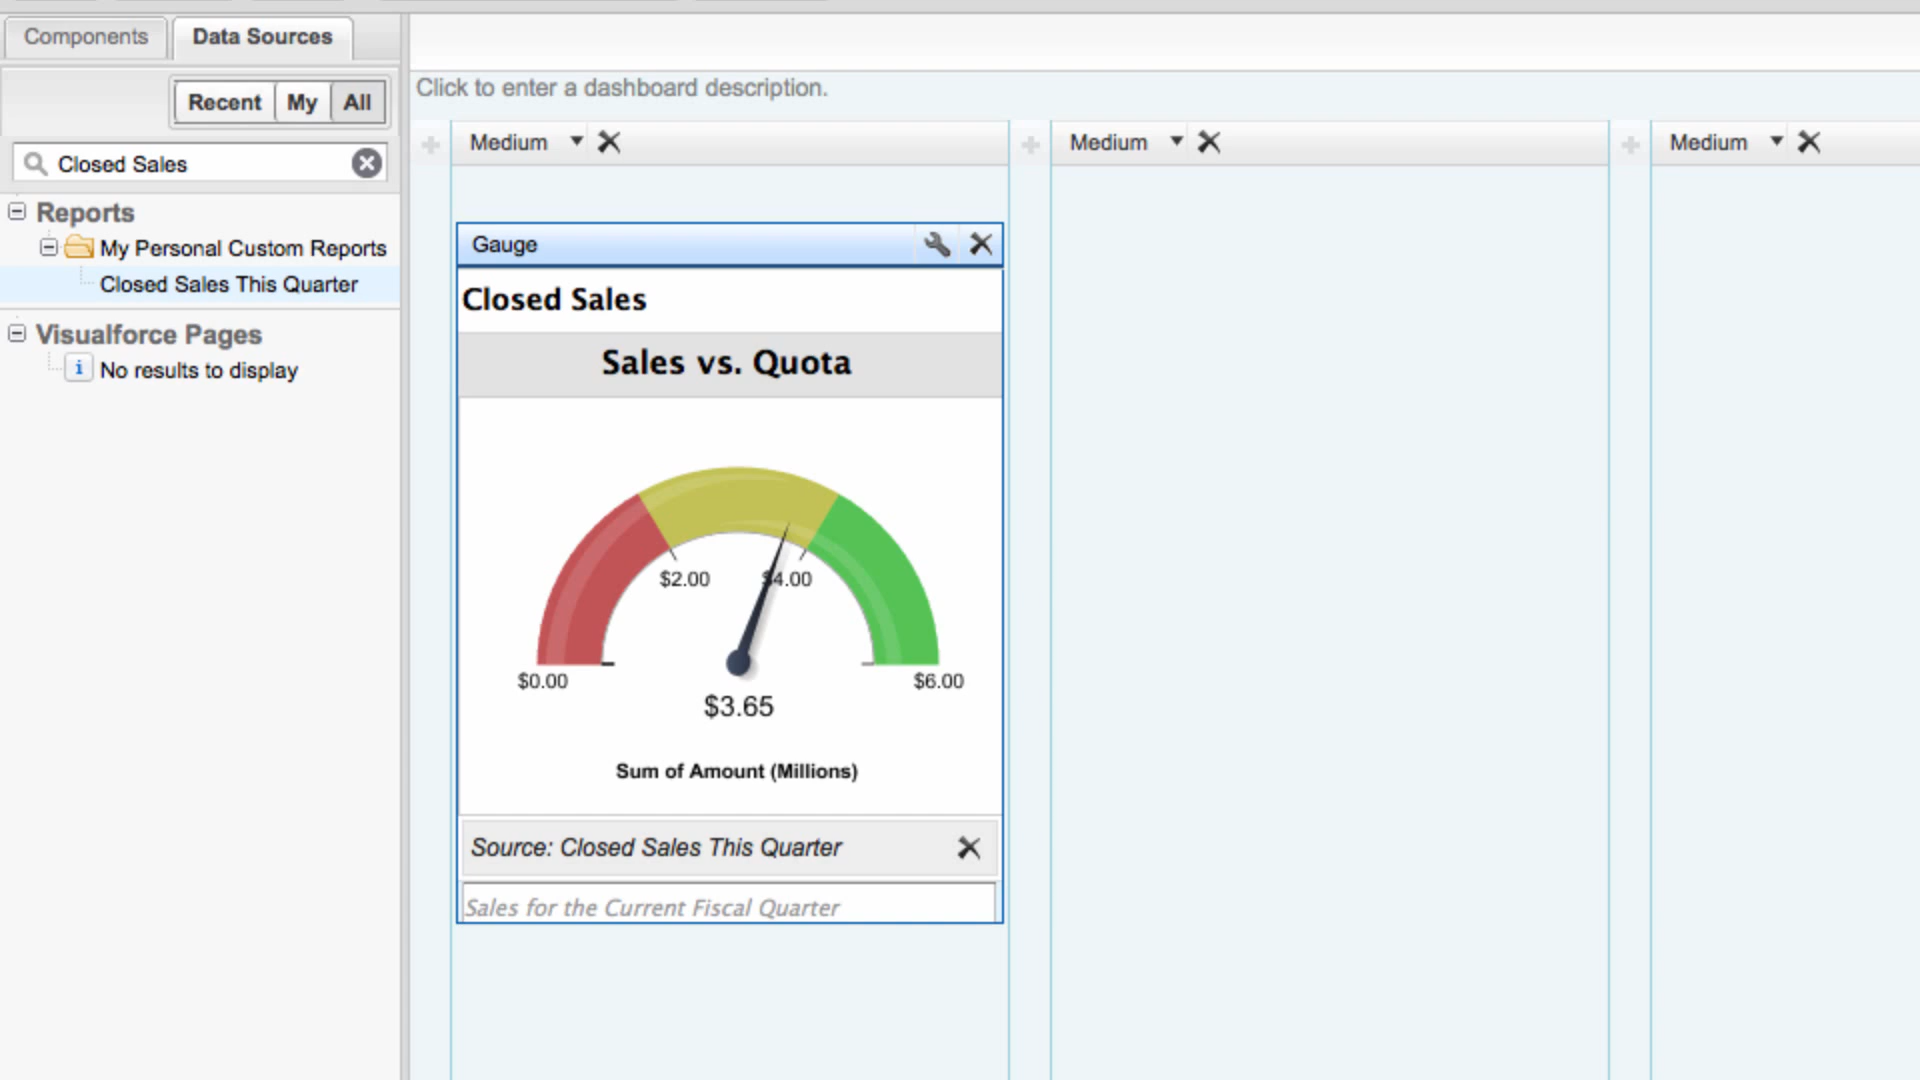 Components
Data Sources
Recent
My
All
Closed Sales
Reports
My Personal Custom Reports
Closed Sales This Quarter
Visualforce Pages
No results to display
Click to enter a dashboard description.
Medium
Medium
Medium
Gauge
Closed Sales
Sales vs. Quota
$2.00
$4.00
$0.00
$6.00
$3.65
Sum of Amount (Millions)
Source: Closed Sales This Quarter
Sales for the Current Fiscal Quarter